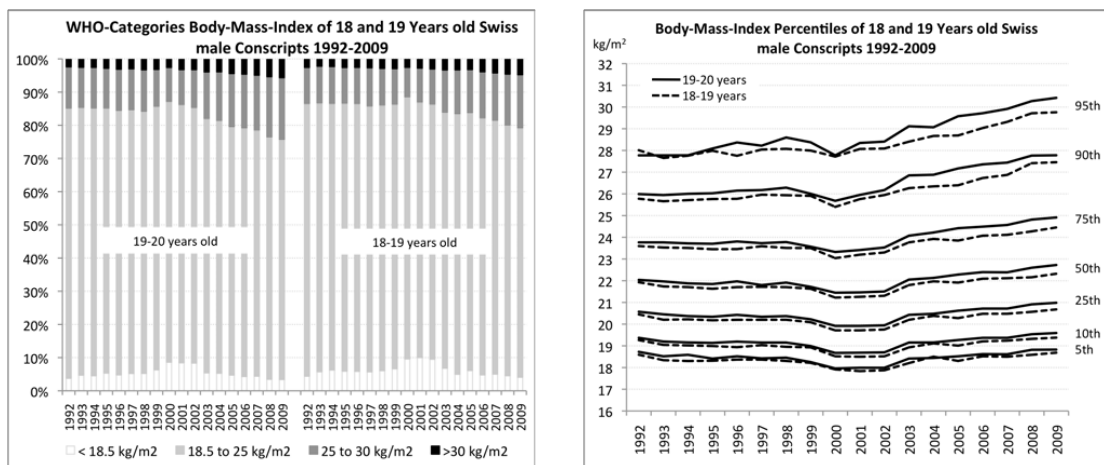 WHO-Categories Body-Mass-Index of 18 and 19 Years old Swiss
male Conscripts 1992-2009
100%
90%
80%
70%
60%
50%
40%
30%
20%
10%
0%
19-20 years old
18-19 years old
1992 1993 1994 1995 1996 1997 1998 1999 2000 2001 2002 2003 2004 2005 2006 2007 2008 2009 1992 1993 1994 1995 1996 1997 1998 1999 2000 2001 2002 2003 2004 2005 2006 2007 2008 2009
< 18.5 kg/m2 18.5 to 25 kg/m2 25 to 30 kg/m2 >30 kg/m2
Body-Mass-Index Percentiles of 18 and 19 Years old Swiss
male Conscripts 1992-2009
kg/m²
32
31
30
29
28
27
26
25
24
23
22
21
20
19
18
17
16
19-20 years
18-19 years
95th
90th
75th
50th
25th
10th
5th
1992 1993 1994 1995 1996 1997 1998 1999 2000 2001 2002 2003 2004 2005 2006 2007 2008 2009